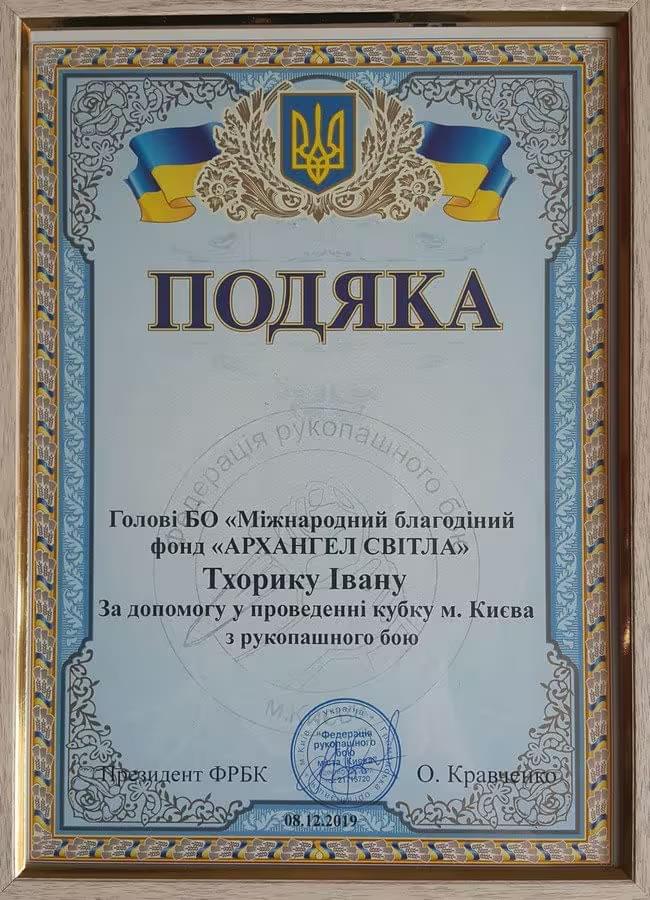 ПОДЯКА
Федерація рукопашного бою
Голові БО «Міжнародний благодіний
фонд «АРХАНГЕЛ СВІТЛА»
Тхорику Івану
За допомогу у проведенні кубку м. Києва
з рукопашного бою
Президент ФРБК
Україна
"Федерація
рукопашного
бою
міста Києва"
О. Кравченко
08.12.2019